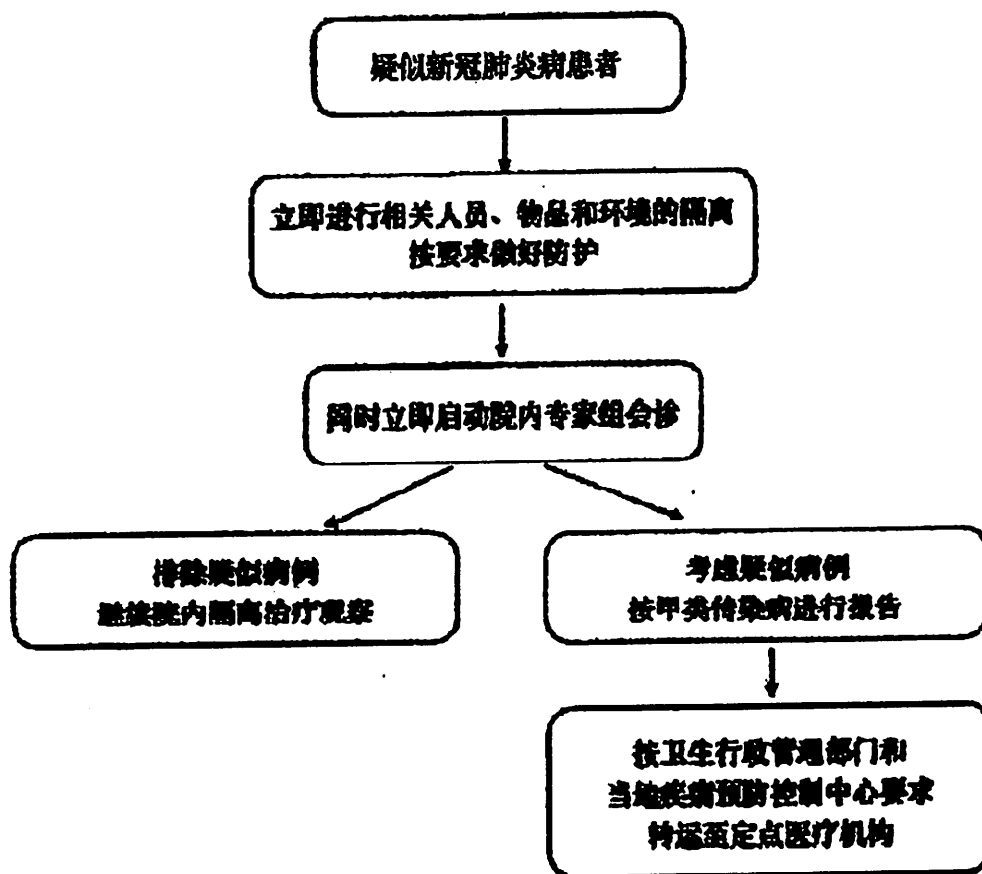 疑似新冠肺炎病患者
立即进行相关人员、物品和环境的隔离
按要求做好防护
同时立即启动院内专家组会诊
排除疑似病例
继续院内隔离治疗观察
考虑疑似病例
按甲类传染病进行报告
按卫生行政管理部门和
当地疾病预防控制中心要求
转运至定点医疗机构